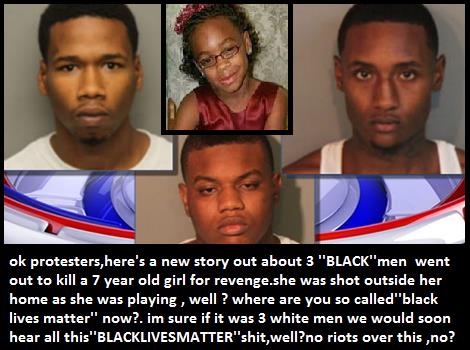 ok protesters,here's a new story out about 3 ''BLACK''men went
out to kill a 7 year old girl for revenge.she was shot outside her
home as she was playing , well ? where are you so called''black
lives matter'' now?. im sure if it was 3 white men we would soon
hear all this''BLACKLIVESMATTER''shit,well?no riots over this ,no?